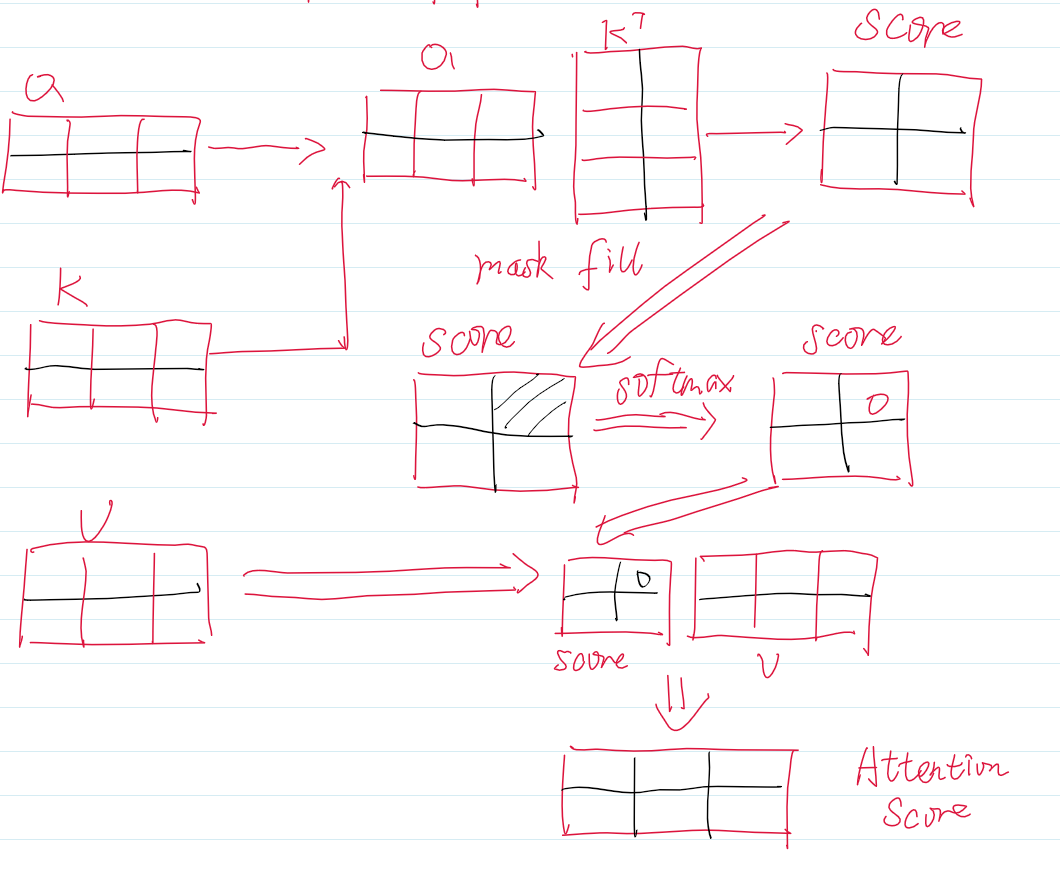 Q
Q
K^T
Score
K
mask fill
score
softmax
score
0
V
0
score
V
Attention
Score